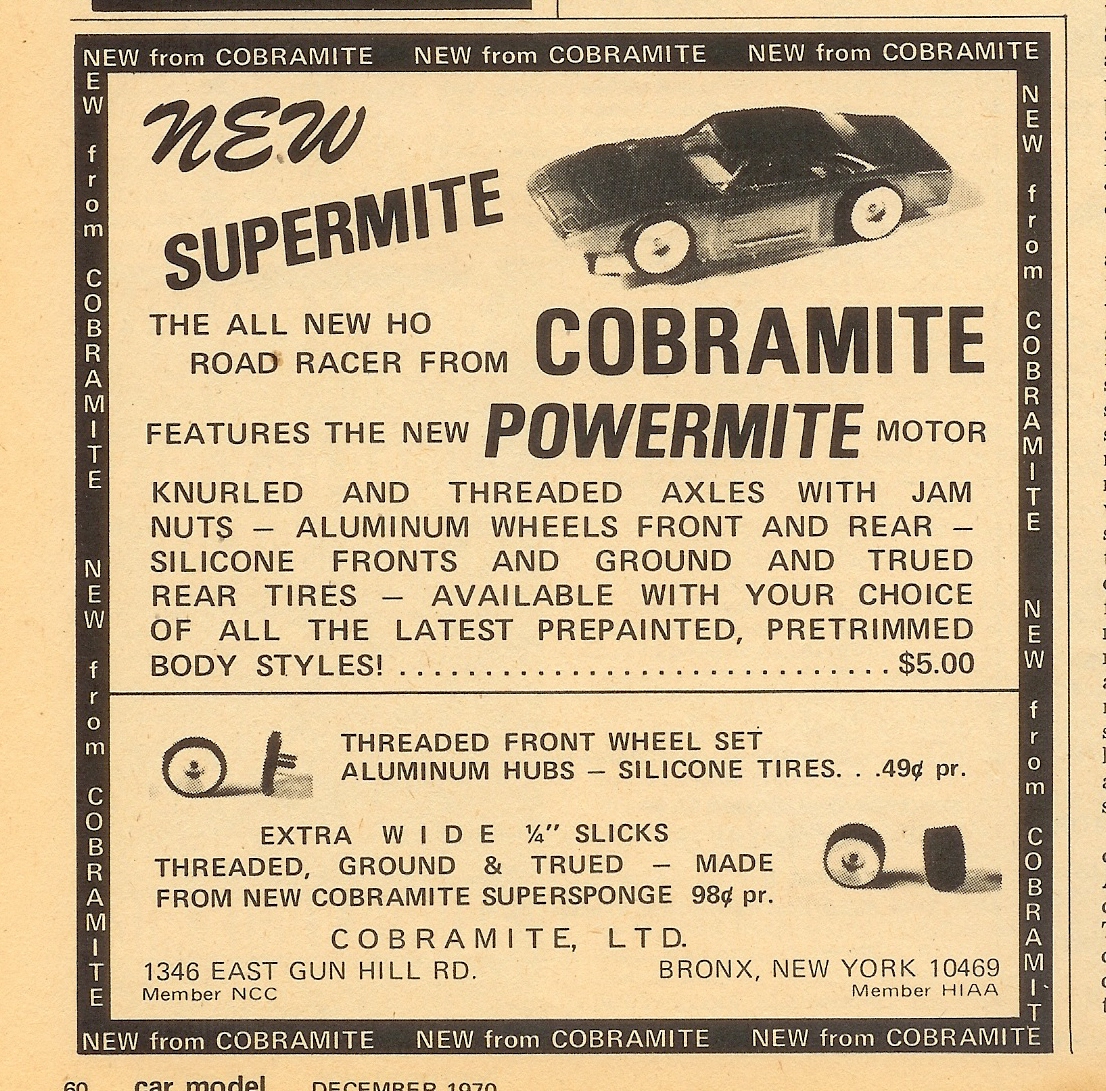 NEW from COBRAMITE NEW from COBRAMITE NEW from COBRAMITE
NEW from COBRAMITE NEW from COBRAMITE
NEW
SUPERMITE
THE ALL NEW HO
ROAD RACER FROM COBRAMITE
FEATURES THE NEW POWERMITE MOTOR
KNURLED AND THREADED AXLES WITH JAM
NUTS — ALUMINUM WHEELS FRONT AND REAR —
SILICONE FRONTS AND GROUND AND TRUED
REAR TIRES — AVAILABLE WITH YOUR CHOICE
OF ALL THE LATEST PREPAINTED, PRETRIMMED
BODY STYLES! ............................. $5.00
THREADED FRONT WHEEL SET
ALUMINUM HUBS — SILICONE TIRES. . .49¢ pr.
EXTRA W I D E ¼" SLICKS
THREADED, GROUND & TRUED — MADE
FROM NEW COBRAMITE SUPERSPONGE 98¢ pr.
COBRAMITE, LTD.
1346 EAST GUN HILL RD. BRONX, NEW YORK 10469
Member NCC Member HIAA
NEW from COBRAMITE NEW from COBRAMITE
NEW from COBRAMITE NEW from COBRAMITE NEW from COBRAMITE
60 car model DECEMBER 1970